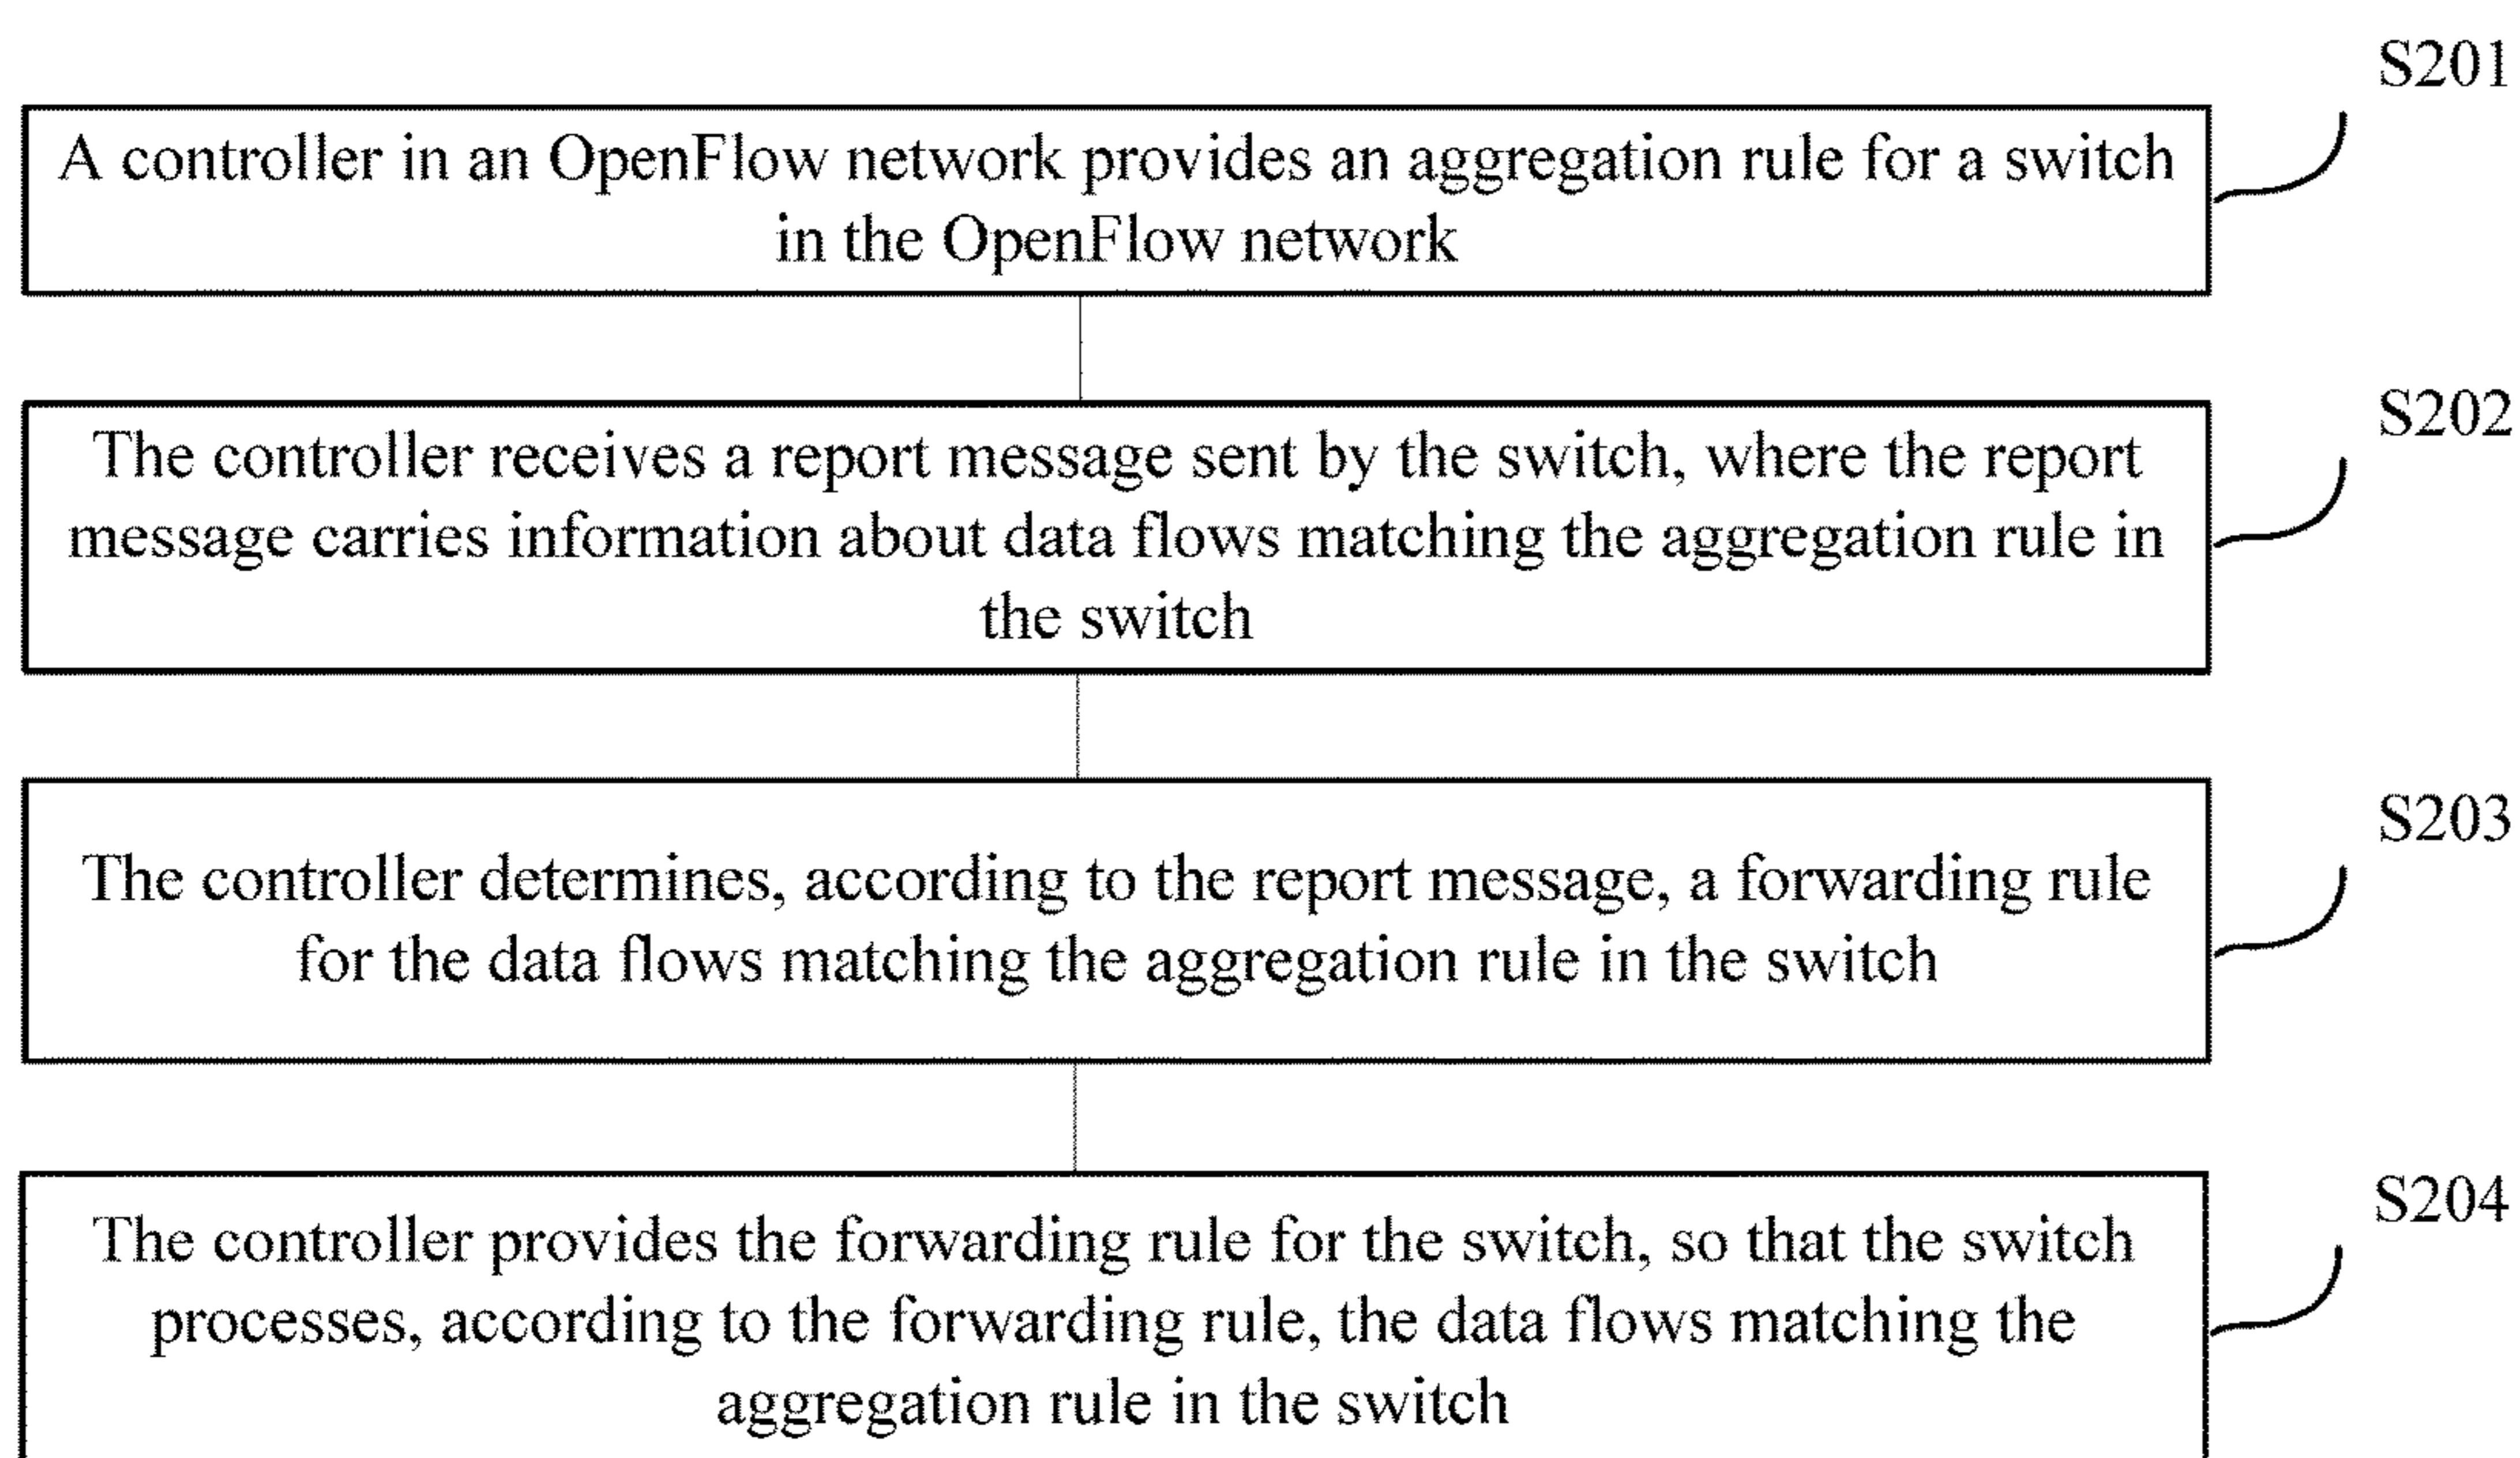 S201
A controller in an OpenFlow network provides an aggregation rule for a switch
in the OpenFlow network
S202
The controller receives a report message sent by the switch, where the report
message carries information about data flows matching the aggregation rule in
the switch
S203
The controller determines, according to the report message, a forwarding rule
for the data flows matching the aggregation rule in the switch
S204
The controller provides the forwarding rule for the switch, so that the switch
processes, according to the forwarding rule, the data flows matching the
aggregation rule in the switch